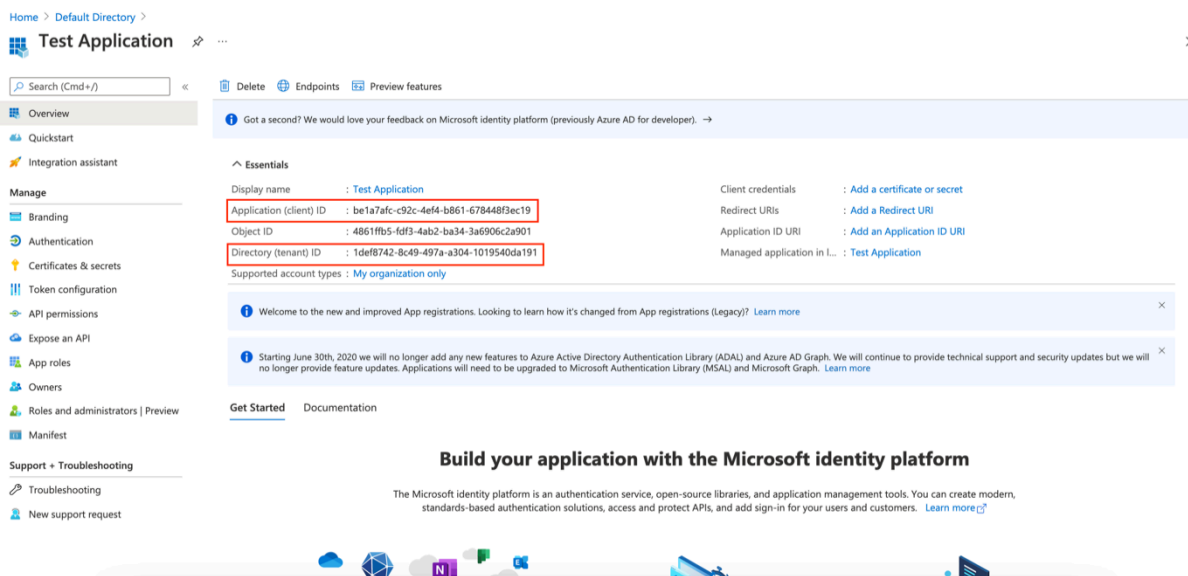 Home > Default Directory >
Test Application ...
Search (Cmd+/) «
Overview
Quickstart
Integration assistant
Manage
Branding
Authentication
Certificates & secrets
Token configuration
API permissions
Expose an API
App roles
Owners
Roles and administrators | Preview
Manifest
Support + Troubleshooting
Troubleshooting
New support request
Delete Endpoints Preview features
Got a second? We would love your feedback on Microsoft identity platform (previously Azure AD for developer). →
Essentials
Display name : Test Application
Application (client) ID : be1a7afc-c92c-4ef4-b861-678448f3ec19
Object ID : 4861ffb5-fdf3-4ab2-ba34-3a6906c2a901
Directory (tenant) ID : 1def8742-8c49-497a-a304-1019540da191
Supported account types : My organization only
Client credentials : Add a certificate or secret
Redirect URIs : Add a Redirect URI
Application ID URI : Add an Application ID URI
Managed application in l... : Test Application
Welcome to the new and improved App registrations. Looking to learn how it's changed from App registrations (Legacy)? Learn more
Starting June 30th, 2020 we will no longer add any new features to Azure Active Directory Authentication Library (ADAL) and Azure AD Graph. We will continue to provide technical support and security updates but we will
no longer provide feature updates. Applications will need to be upgraded to Microsoft Authentication Library (MSAL) and Microsoft Graph. Learn more
Get Started Documentation
Build your application with the Microsoft identity platform
The Microsoft identity platform is an authentication service, open-source libraries, and application management tools. You can create modern,
standards-based authentication solutions, access and protect APIs, and add sign-in for your users and customers. Learn more
N